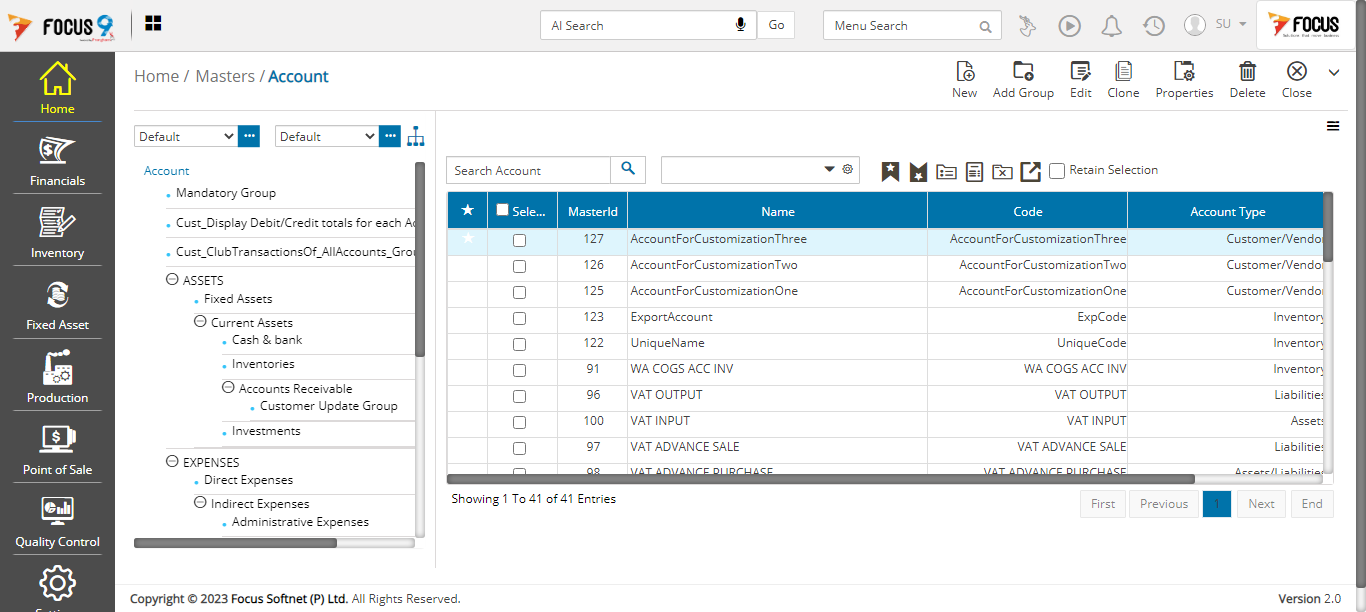 FOCUS 9
AI Search
Go
Menu Search
SU
FOCUS
Home
Financials
Inventory
Fixed Asset
Production
Point of Sale
Quality Control
Home / Masters / Account
New
Add Group
Edit
Clone
Properties
Delete
Close
Default
Default
Account
Mandatory Group
Cust_Display Debit/Credit totals for each
Cust_ClubTransactionsOf_AllAccounts_Grou
ASSETS
Fixed Assets
Current Assets
Cash & bank
Inventories
Accounts Receivable
Customer Update Group
Investments
EXPENSES
Direct Expenses
Indirect Expenses
Administrative Expenses
Search Account
Retain Selection
Sele... MasterId Name Code Account Type
127 AccountForCustomizationThree AccountForCustomizationThree Customer/Vendor
126 AccountForCustomizationTwo AccountForCustomizationTwo Customer/Vendor
125 AccountForCustomizationOne AccountForCustomizationOne Customer/Vendor
123 ExportAccount ExpCode Inventory
122 UniqueName UniqueCode Inventory
91 WA COGS ACC INV WA COGS ACC INV Inventory
96 VAT OUTPUT VAT OUTPUT Liabilities
100 VAT INPUT VAT INPUT Assets
97 VAT ADVANCE SALE VAT ADVANCE SALE Liabilities
98 VAT ADVANCE PURCHASE VAT ADVANCE PURCHASE Assets/Liabilities
Showing 1 To 41 of 41 Entries
First Previous 1 Next End
Copyright © 2023 Focus Softnet (P) Ltd. All Rights Reserved.
Version 2.0